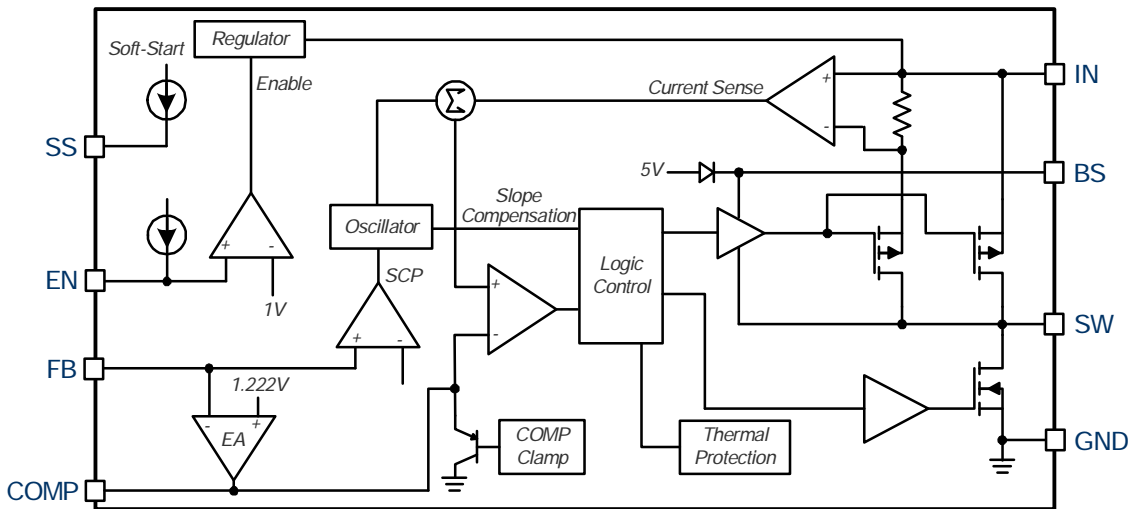 Soft-Start
Regulator
Enable
Σ
Current Sense
+
-
IN
SS
5V
BS
Slope
Compensation
Oscillator
Logic
Control
+
-
EN
1V
SCP
+
-
+
-
SW
FB
1.222V
-
+
EA
COMP
Clamp
Thermal
Protection
GND
COMP